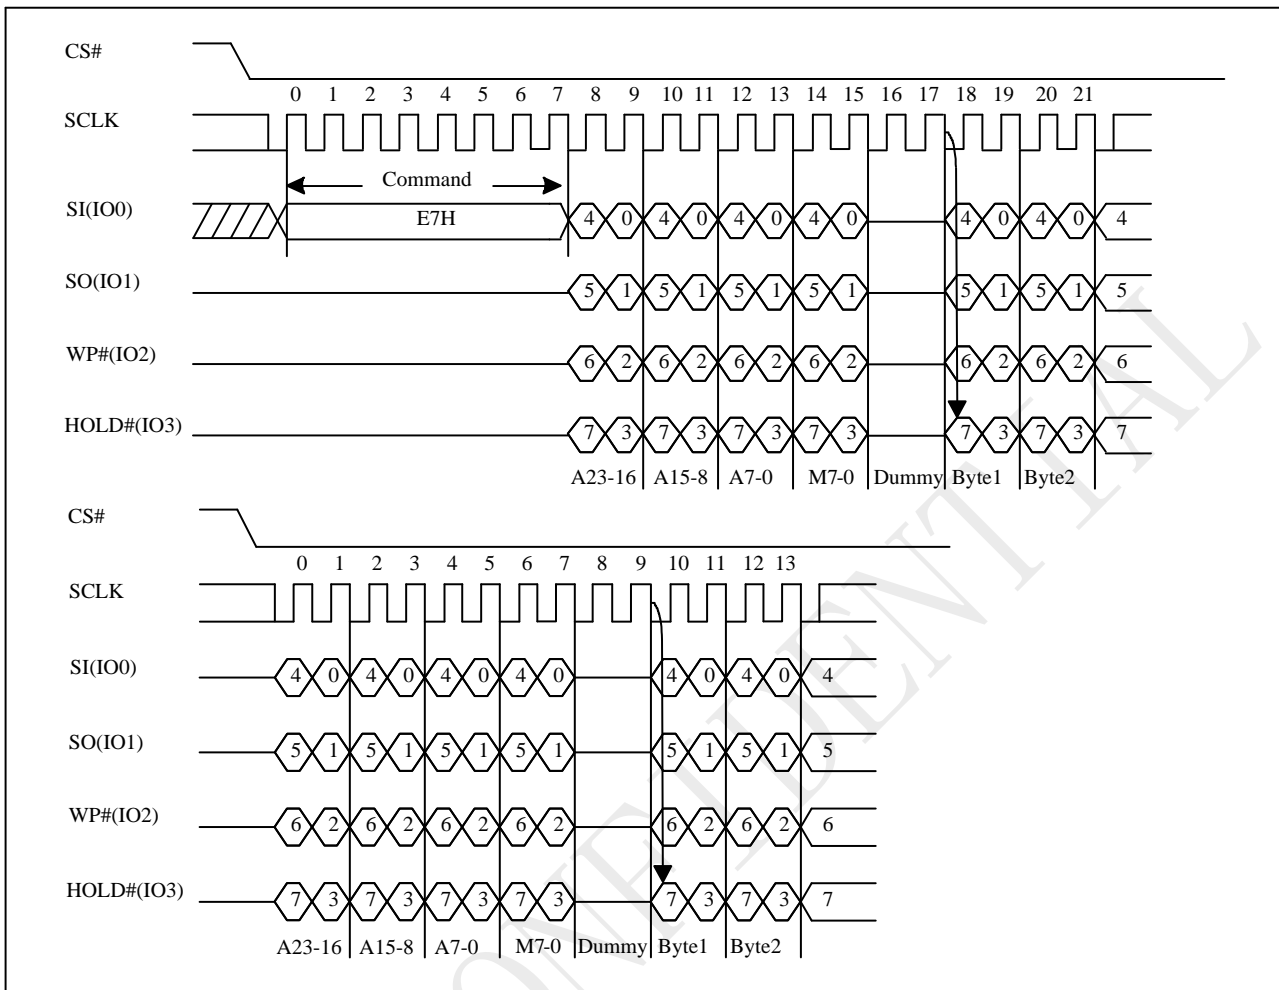 CS#
0 1 2 3 4 5 6 7 8 9 10 11 12 13 14 15 16 17 18 19 20 21
SCLK
Command
SI(IO0) E7H 4 0 4 0 4 0 4 0 4 0 4 0 4
SO(IO1) 5 1 5 1 5 1 5 1 5 1 5 1 5
WP#(IO2) 6 2 6 2 6 2 6 2 6 2 6 2 6
HOLD#(IO3) 7 3 7 3 7 3 7 3 7 3 7 3 7
A23-16 A15-8 A7-0 M7-0 Dummy Byte1 Byte2
CS#
0 1 2 3 4 5 6 7 8 9 10 11 12 13
SCLK
SI(IO0) 4 0 4 0 4 0 4 0 4 0 4 0 4
SO(IO1) 5 1 5 1 5 1 5 1 5 1 5 1 5
WP#(IO2) 6 2 6 2 6 2 6 2 6 2 6 2 6
HOLD#(IO3) 7 3 7 3 7 3 7 3 7 3 7 3 7
A23-16 A15-8 A7-0 M7-0 Dummy Byte1 Byte2
ONFIDENTIAL